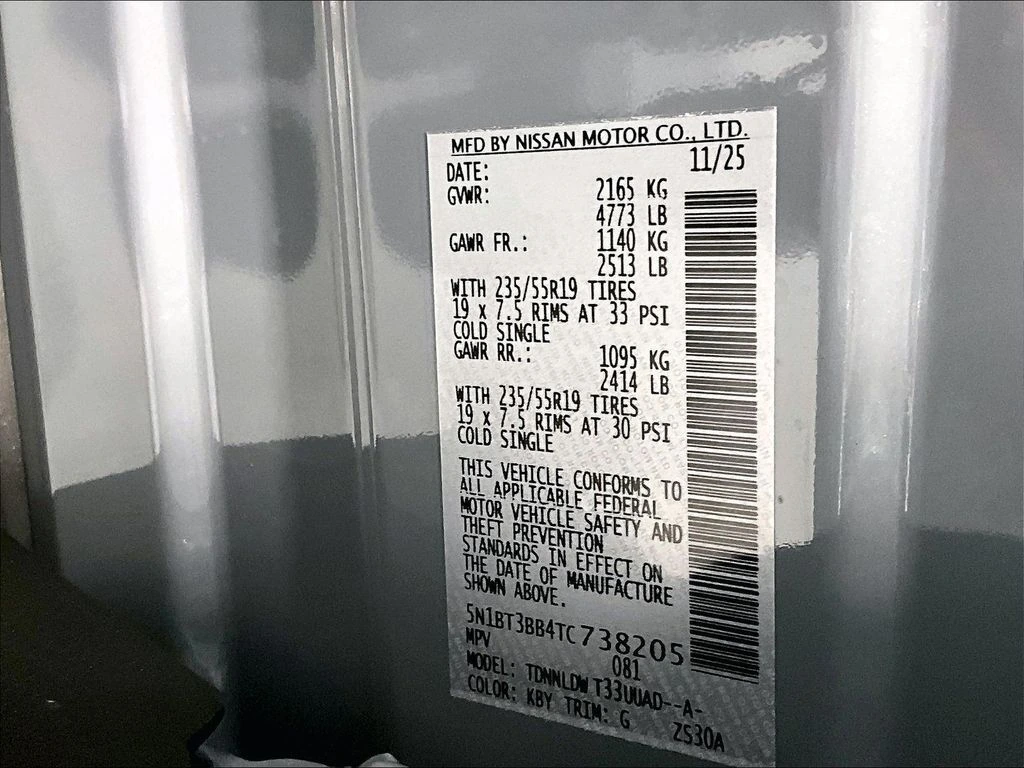 MFD BY NISSAN MOTOR CO., LTD.
DATE: 11/25
GVWR: 2165 KG
4773 LB
GAWR FR.: 1140 KG
2513 LB
WITH 235/55R19 TIRES
19 x 7.5 RIMS AT 33 PSI
COLD SINGLE
GAWR RR.: 1095 KG
2414 LB
WITH 235/55R19 TIRES
19 x 7.5 RIMS AT 30 PSI
COLD SINGLE
THIS VEHICLE CONFORMS TO
ALL APPLICABLE FEDERAL
MOTOR VEHICLE SAFETY AND
THEFT PREVENTION
STANDARDS IN EFFECT ON
THE DATE OF MANUFACTURE
SHOWN ABOVE.
5N1BT3BB4TC738205
MPV 081
MODEL: TDNNLDW T33UUAD--A-
COLOR: KBY TRIM: G ZS30A